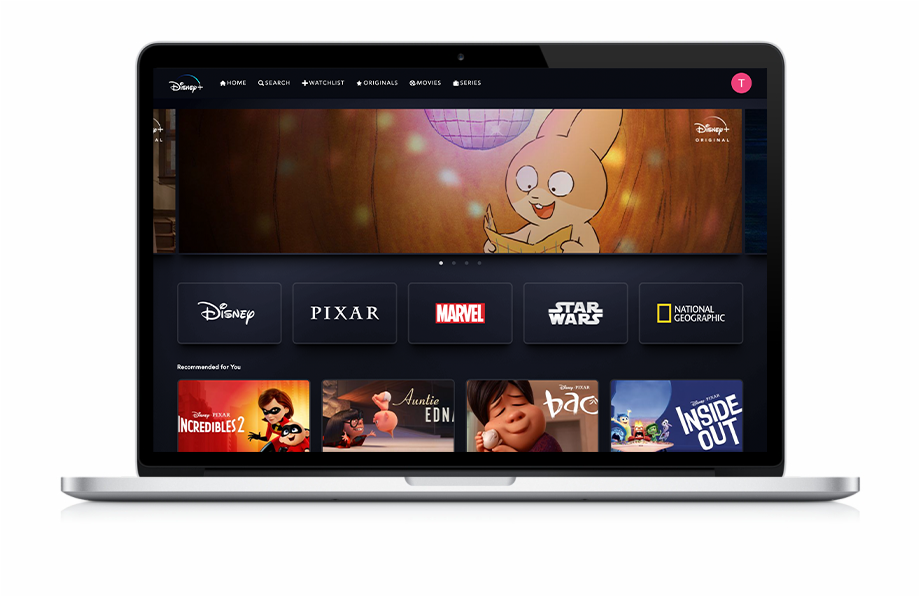 Disney+ HOME SEARCH WATCHLIST ORIGINALS MOVIES SERIES T
+
AL
Disney+
ORIGINAL
Disney PIXAR MARVEL STAR WARS NATIONAL GEOGRAPHIC
Recommended for You
Disney PIXAR
INCREDIBLES 2
Auntie
EDNA
Disney PIXAR
bao
Disney PIXAR
INSIDE
OUT